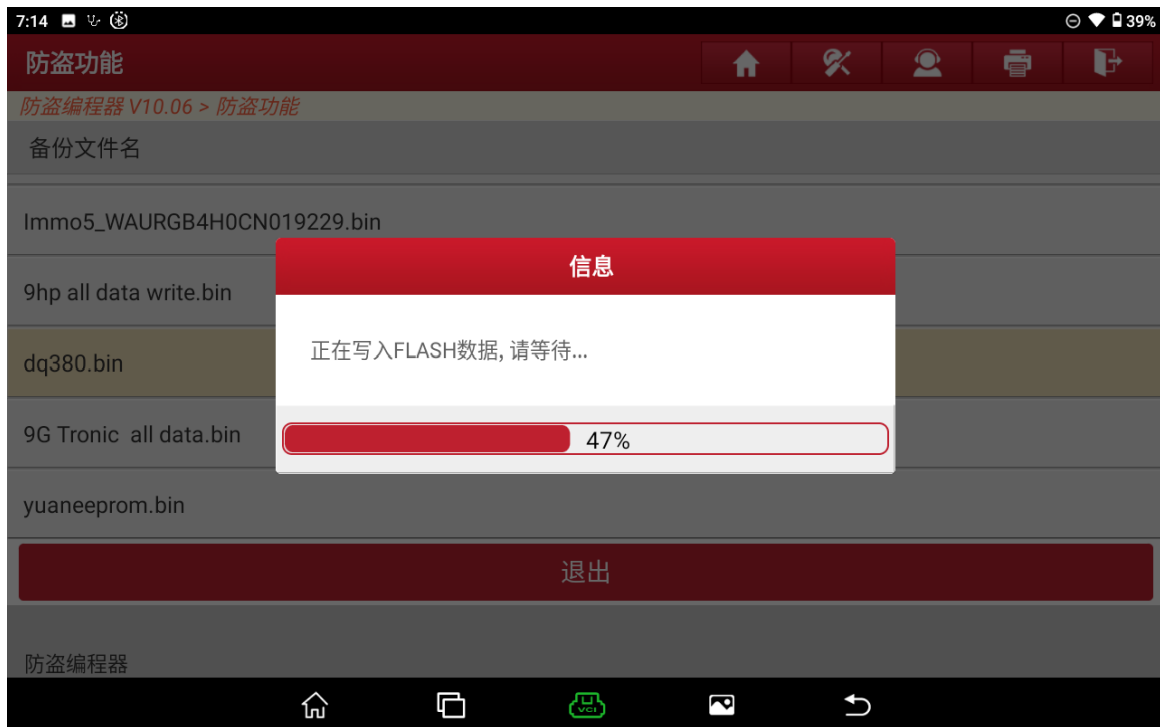 7:14
39%
防盗功能
防盗编程器 V10.06 > 防盗功能
备份文件名
Immo5_WAURGB4H0CN019229.bin
9hp all data write.bin
信息
正在写入FLASH数据, 请等待...
dq380.bin
47%
9G Tronic all data.bin
yuaneeprom.bin
退出
防盗编程器
VCI